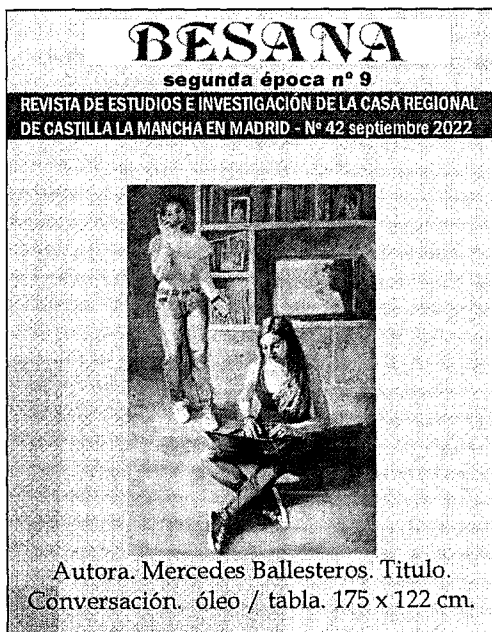 BESANA
segunda época nº 9
REVISTA DE ESTUDIOS E INVESTIGACIÓN DE LA CASA REGIONAL
DE CASTILLA LA MANCHA EN MADRID - Nº 42 septiembre 2022
Autora. Mercedes Ballesteros. Titulo.
Conversación. óleo / tabla. 175 x 122 cm.